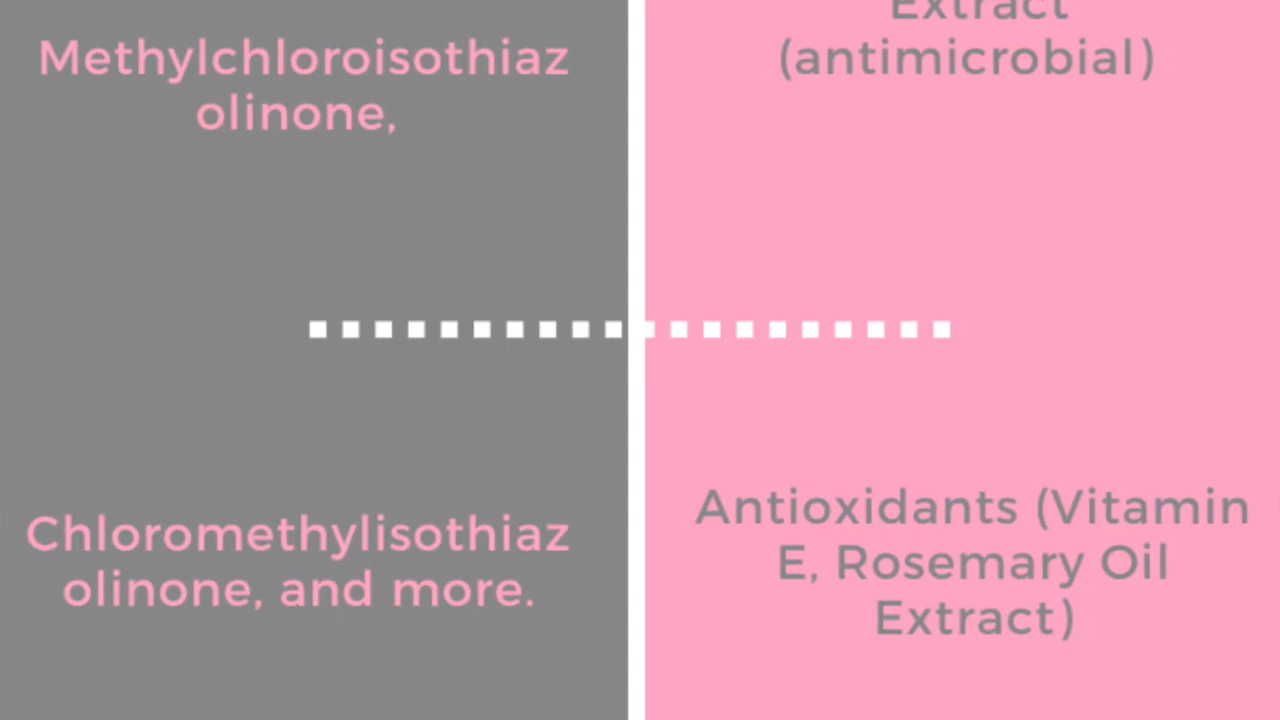 Methylchloroisothiaz
olinone,
Chloromethylisothiaz
olinone, and more.
Extract
(antimicrobial)
Antioxidants (Vitamin
E, Rosemary Oil
Extract)